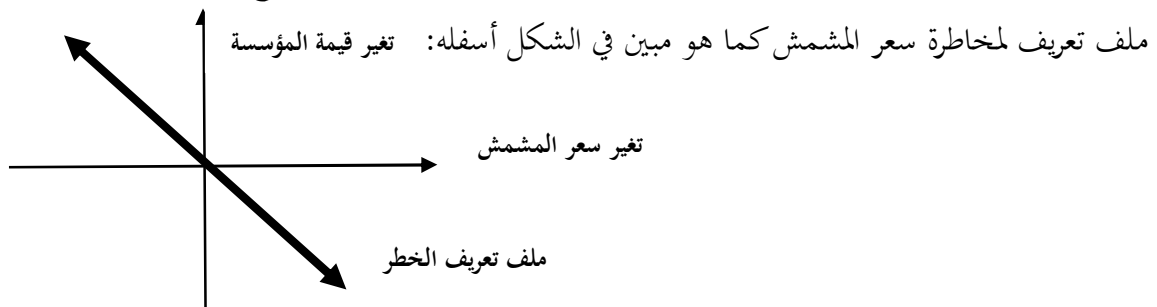 ملف تعريف لمخاطرة سعر المشمش كما هو مبين في الشكل أسفله: تغير قيمة المؤسسة
تغير سعر المشمش
ملف تعريف الخطر